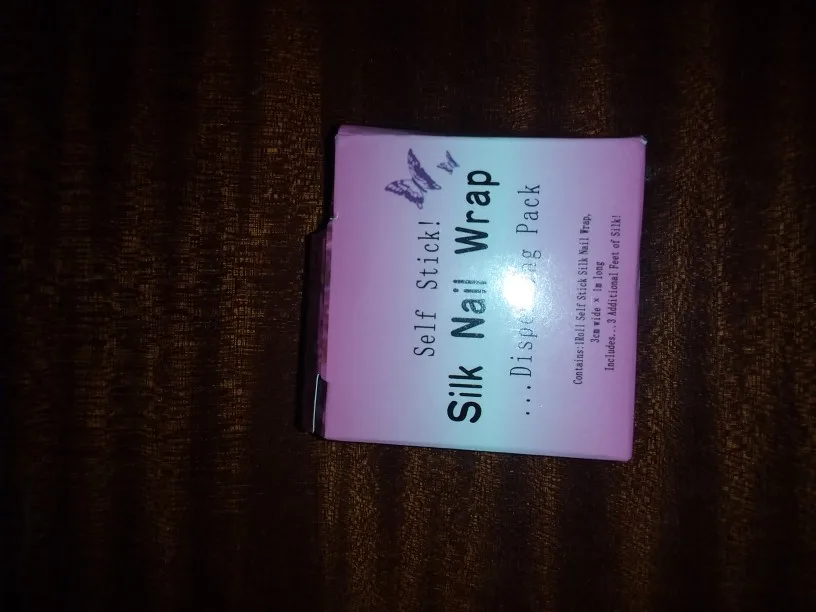 Self Stick!
Silk Nail Wrap
Pack
Contains:1Roll Self Stick Silk Nail Wrap,
3cm wide × 1m long
Includes...3 Additional Feet of Silk!